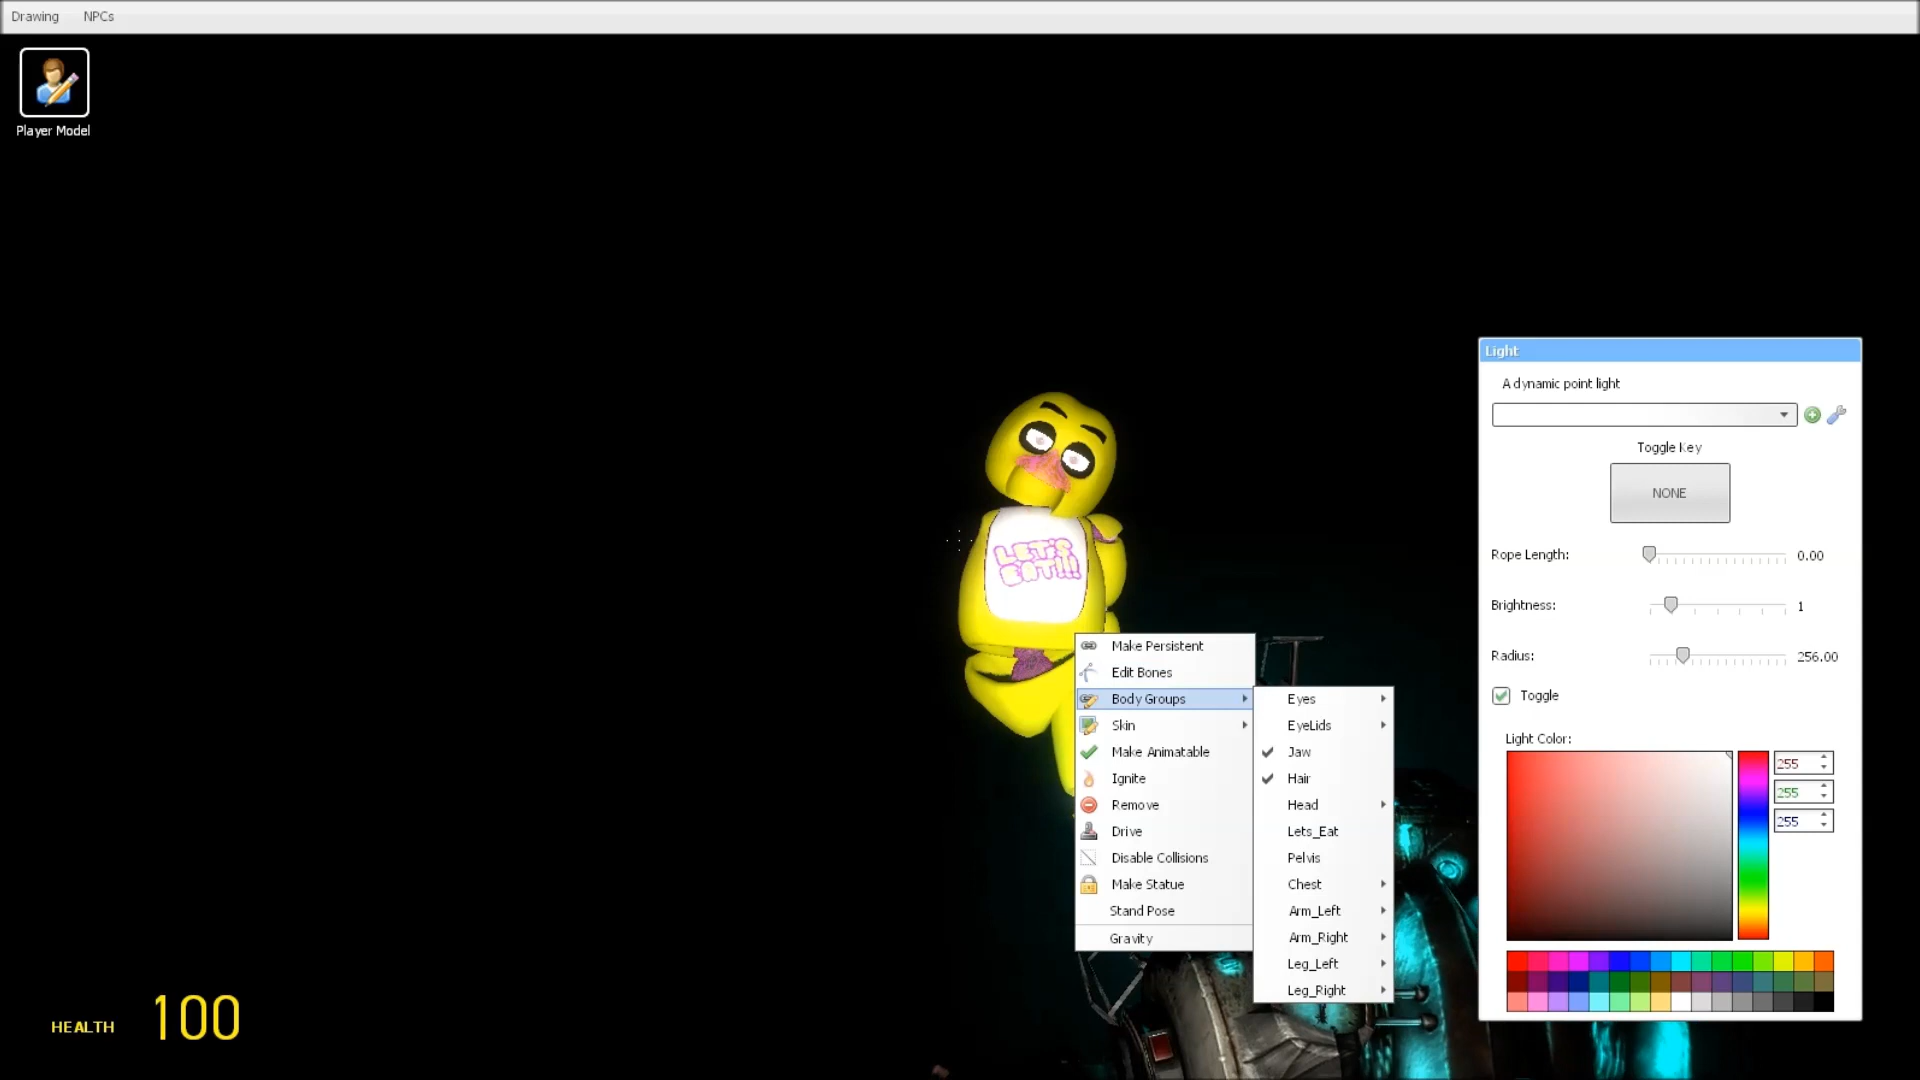 Drawing NPCs
Player Model
LET'S
EAT!!!
Make Persistent
Edit Bones
Body Groups
Skin
Make Animatable
Ignite
Remove
Drive
Disable Collisions
Make Statue
Stand Pose
Gravity
Eyes
EyeLids
Jaw
Hair
Head
Lets_Eat
Pelvis
Chest
Arm_Left
Arm_Right
Leg_Left
Leg_Right
Light
A dynamic point light
Toggle Key
NONE
Rope Length: 0.00
Brightness: 1
Radius: 256.00
Toggle
Light Color:
255
255
255
HEALTH 100